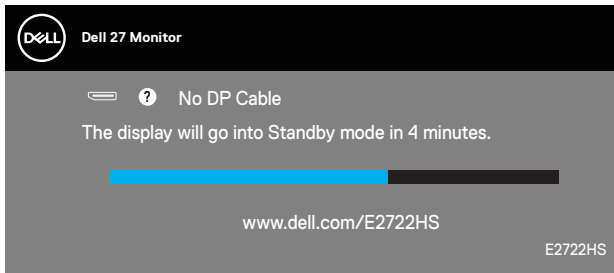 DELL
Dell 27 Monitor
? No DP Cable
The display will go into Standby mode in 4 minutes.
www.dell.com/E2722HS
E2722HS